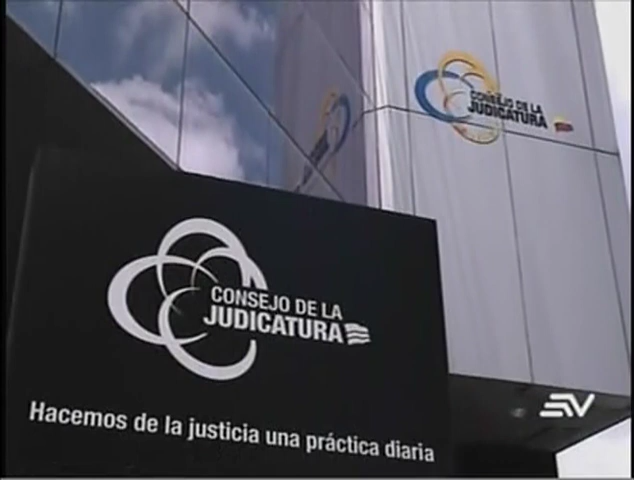 CONSEJO DE LA
JUDICATURA
CONSEJO DE LA
JUDICATURA
Hacemos de la justicia una práctica diaria